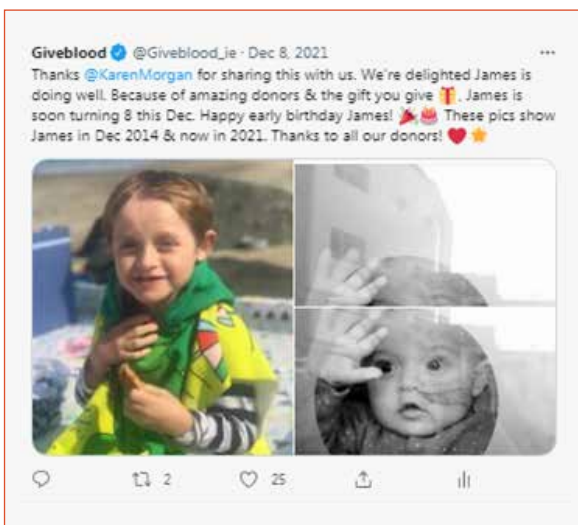 Giveblood @Giveblood_ie · Dec 8, 2021 ···
Thanks @KarenMorgan for sharing this with us. We're delighted James is
doing well. Because of amazing donors & the gift you give 🎁. James is
soon turning 8 this Dec. Happy early birthday James! 🎉🎂 These pics show
James in Dec 2014 & now in 2021. Thanks to all our donors! ❤️⭐
2 25